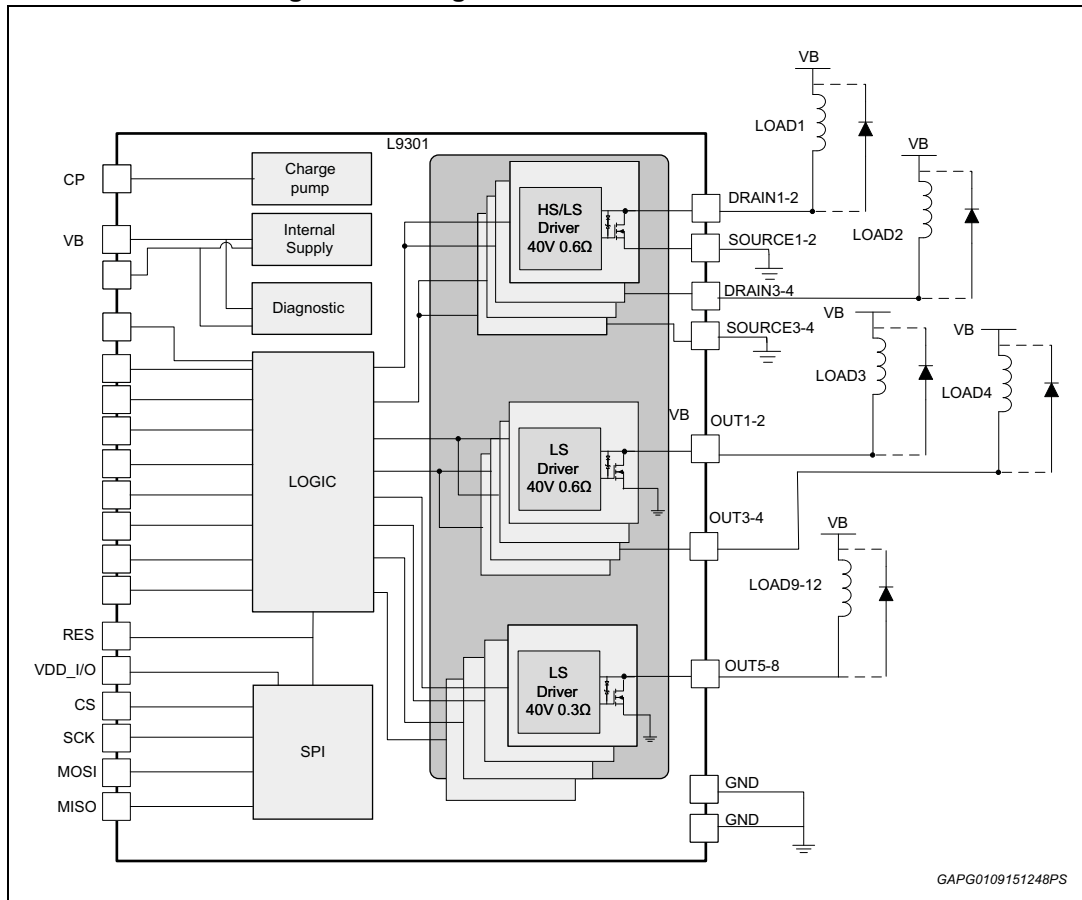 L9301
CP
VB
RES
VDD_I/O
CS
SCK
MOSI
MISO
Charge
pump
Internal
Supply
Diagnostic
LOGIC
SPI
HS/LS
Driver
40V 0.6Ω
LS
Driver
40V 0.6Ω
LS
Driver
40V 0.3Ω
VB
DRAIN1-2
SOURCE1-2
DRAIN3-4
SOURCE3-4
OUT1-2
OUT3-4
OUT5-8
GND
GND
VB
LOAD1
VB
LOAD2
VB
LOAD3
VB
LOAD4
VB
LOAD9-12
GAPG0109151248PS